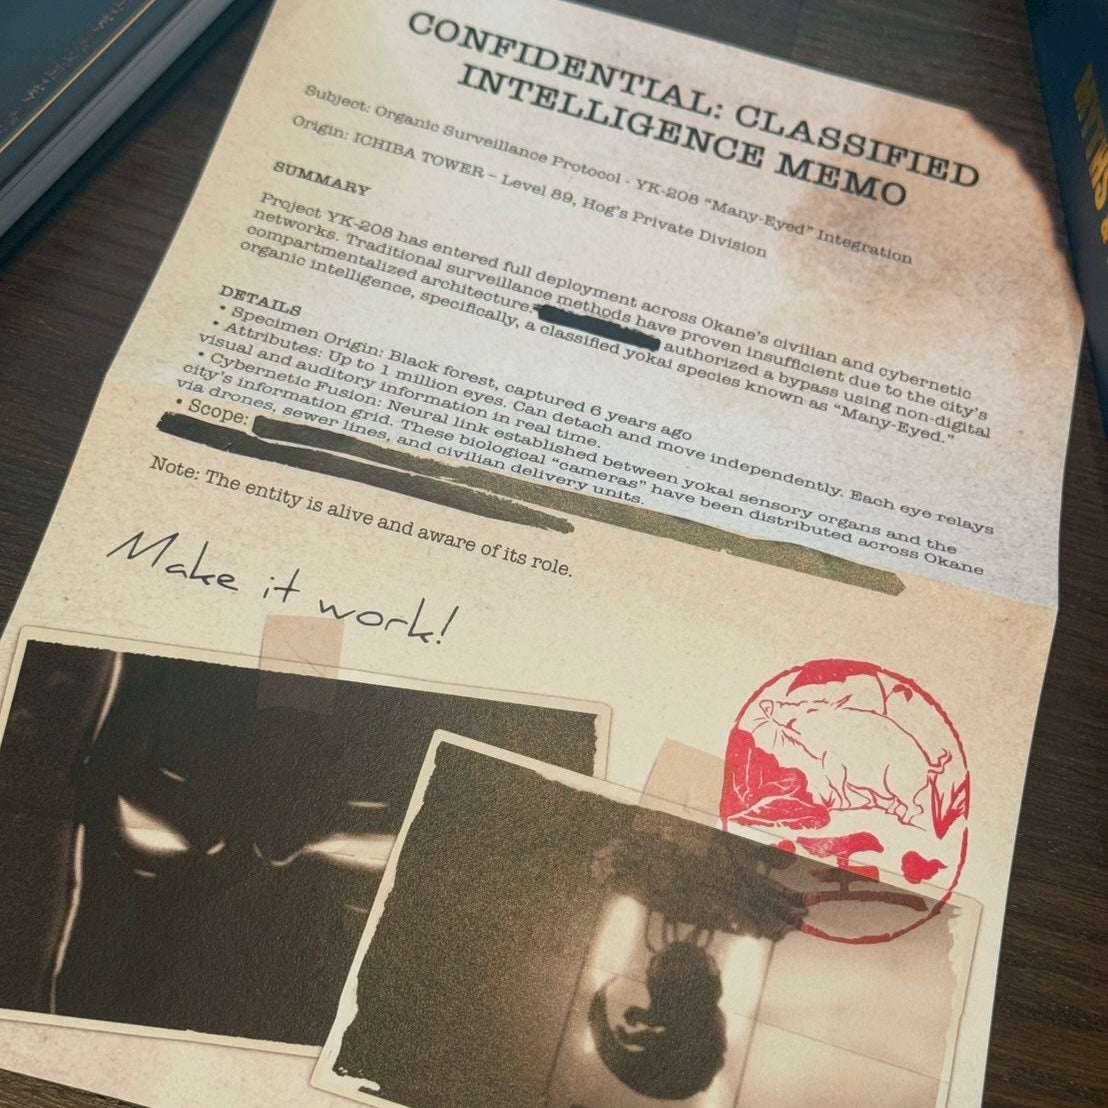 CONFIDENTIAL: CLASSIFIED
INTELLIGENCE MEMO
Subject: Organic Surveillance Protocol - YK-208 “Many-Eyed” Integration
Origin: ICHIBA TOWER – Level 89, Hog's Private Division
SUMMARY
Project YK-208 has entered full deployment across Okane's civilian and cybernetic
networks. Traditional surveillance methods have proven insufficient due to the city's
compartmentalized architecture. authorized a bypass using non-digital
organic intelligence, specifically, a classified yokai species known as “Many-Eyed.”
DETAILS
• Specimen Origin: Black forest, captured 6 years ago
• Attributes: Up to 1 million eyes. Can detach and move independently. Each eye relays
visual and auditory information in real time.
• Cybernetic Fusion: Neural link established between yokai sensory organs and the
city's information grid. These biological “cameras” have been distributed across Okane
via drones, sewer lines, and civilian delivery units.
• Scope:
Note: The entity is alive and aware of its role.
Make it work!